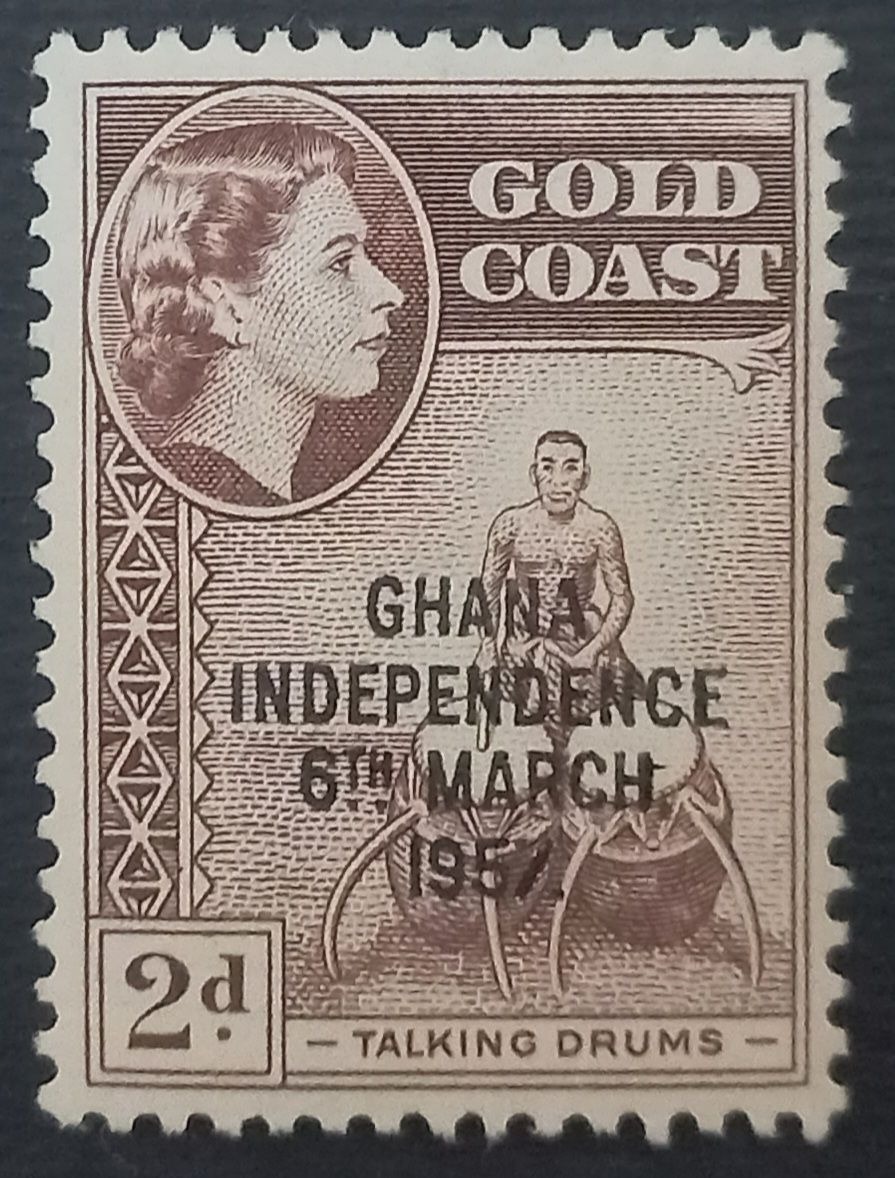 GOLD
COAST
GHANA
INDEPENDENCE
6TH MARCH
1957.
2d.
— TALKING DRUMS —